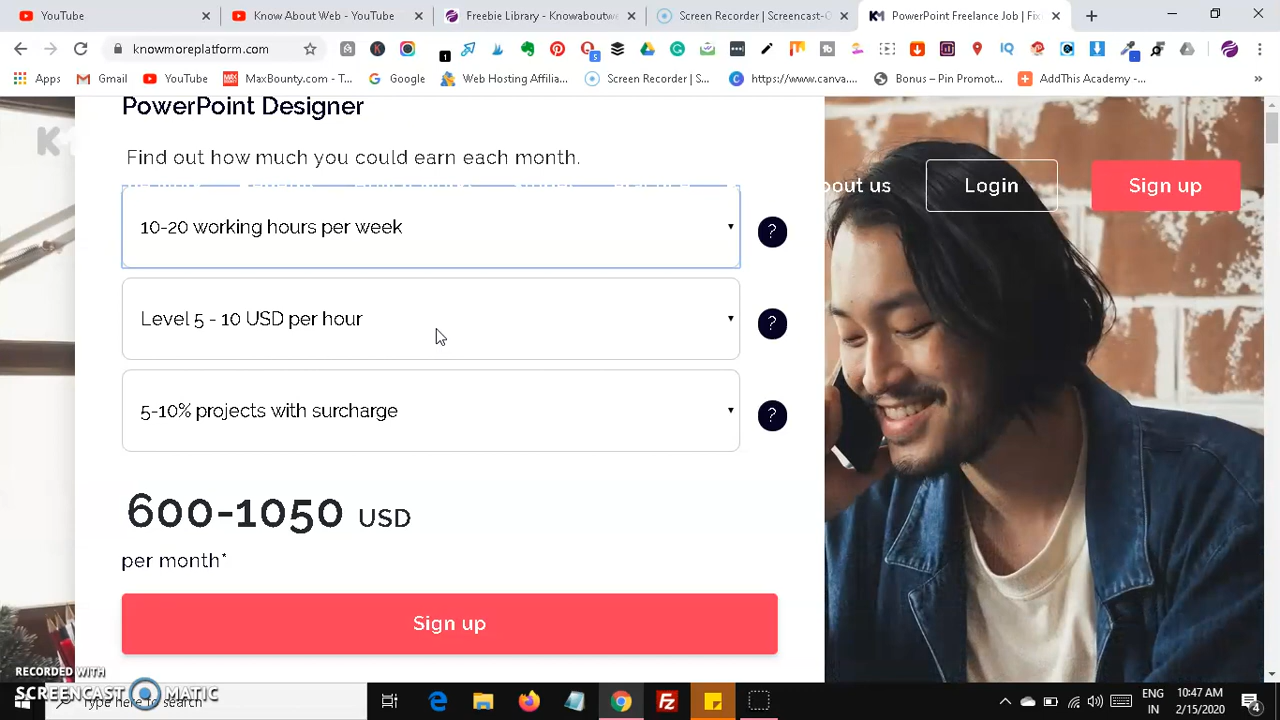 YouTube
Know About Web - YouTube
Freebie Library - Knowaboutwe
Screen Recorder | Screencast-O
PowerPoint Freelance Job | Fix
knowmoreplatform.com
Apps
Gmail
YouTube
MaxBounty.com - T...
Google
Web Hosting Affilia...
Screen Recorder | S...
https://www.canva....
Bonus – Pin Promot...
AddThis Academy -...
PowerPoint Designer
Find out how much you could earn each month.
bout us
Login
Sign up
10-20 working hours per week
?
Level 5 - 10 USD per hour
?
5-10% projects with surcharge
?
600-1050 USD
per month*
Sign up
RECORDED WITH
SCREENCAST MATIC
Type here to search
ENG
IN
10:47 AM
2/15/2020
4